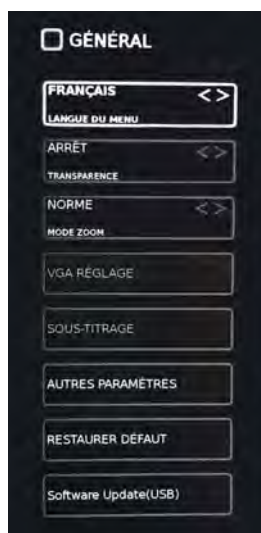 GÉNÉRAL
FRANÇAIS < >
LANGUE DU MENU
ARRÊT < >
TRANSPARENCE
NORME < >
MODE ZOOM
VGA RÉGLAGE
SOUS-TITRAGE
AUTRES PARAMÉTRES
RESTAURER DÉFAUT
Software Update(USB)